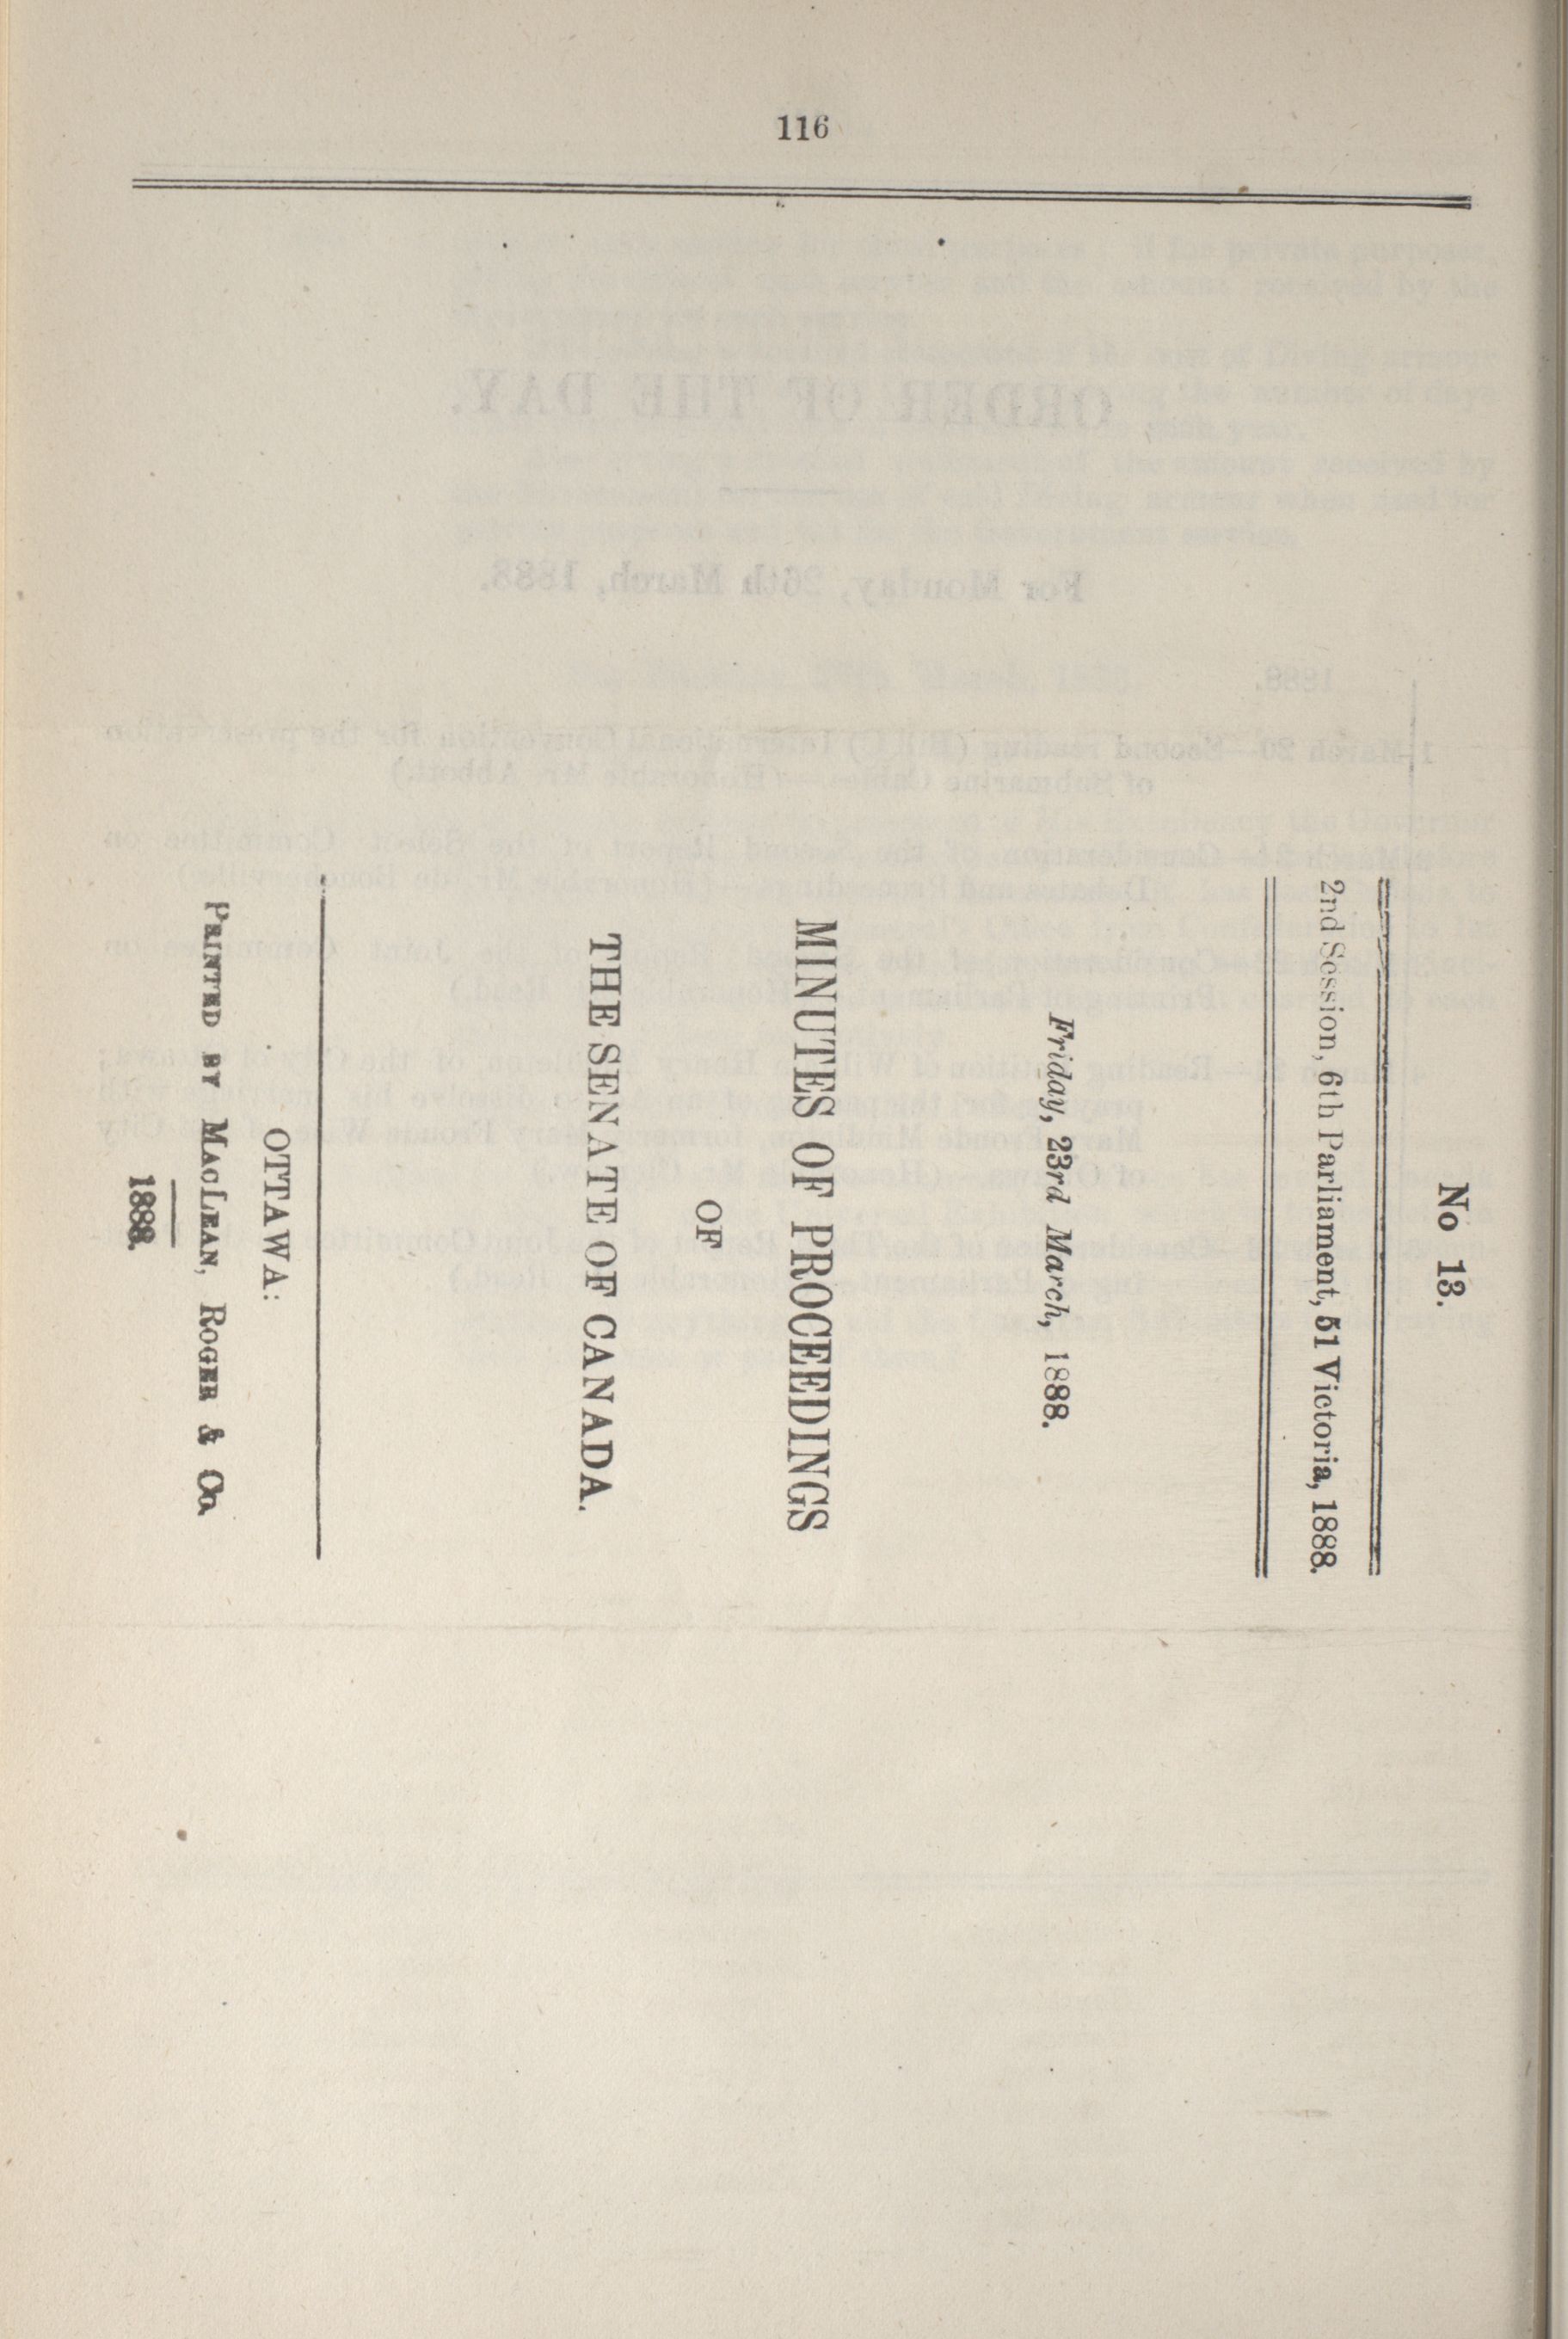 116
No 13.
2nd Session, 6th Parliament, 51 Victoria, 1888.
Friday, 23rd March, 1888.
MINUTES OF PROCEEDINGS
OF
THE SENATE OF CANADA.
OTTAWA:
PRINTED BY MACLEAN, ROGER & Co.
1888.